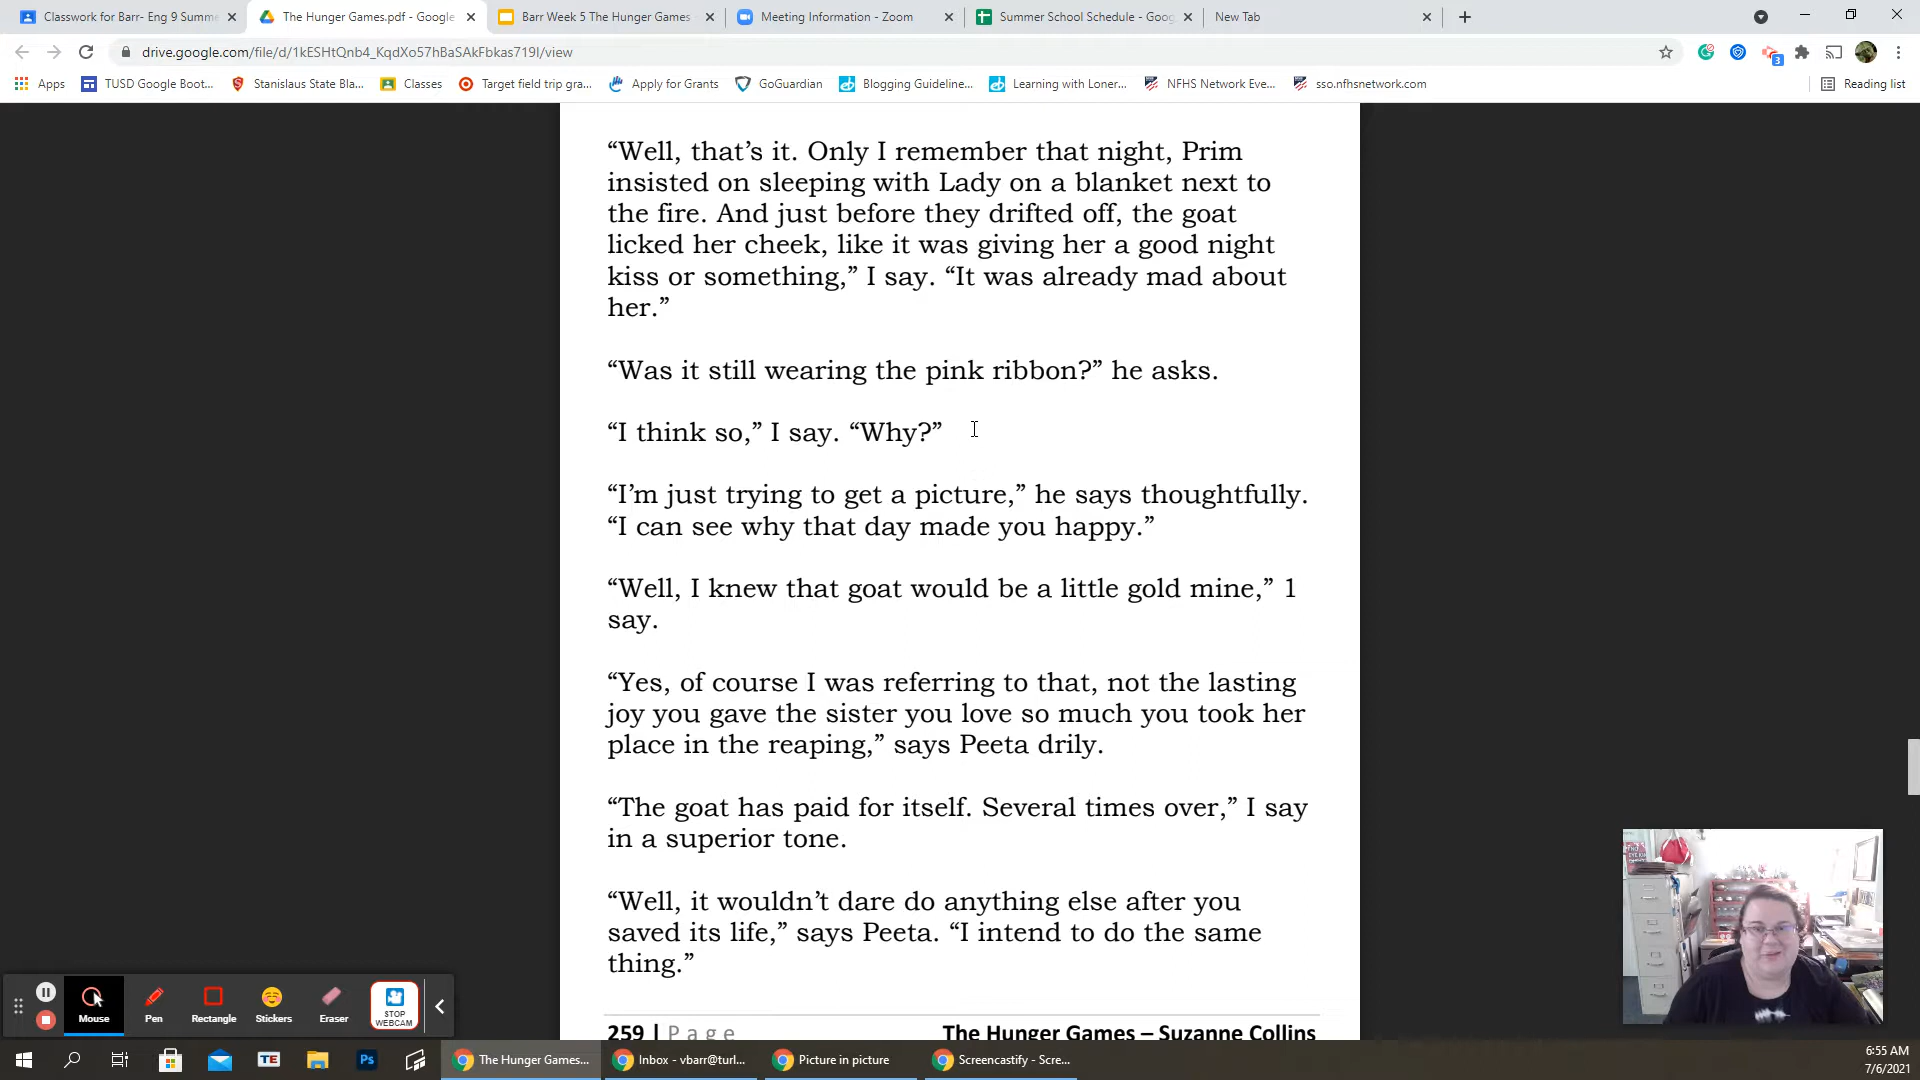 Classwork for Barr- Eng 9 Summe
The Hunger Games.pdf - Google
Barr Week 5 The Hunger Games
Meeting Information - Zoom
Summer School Schedule - Goog
New Tab
drive.google.com/file/d/1kESHtQnb4_KqdXo57hBaSAkFbkas719I/view
3
Apps
TUSD Google Boot...
Stanislaus State Bla...
Classes
Target field trip gra...
Apply for Grants
GoGuardian
Blogging Guideline...
Learning with Loner...
NFHS Network Eve...
sso.nfhsnetwork.com
Reading list
“Well, that’s it. Only I remember that night, Prim
insisted on sleeping with Lady on a blanket next to
the fire. And just before they drifted off, the goat
licked her cheek, like it was giving her a good night
kiss or something,” I say. “It was already mad about
her.”
“Was it still wearing the pink ribbon?” he asks.
“I think so,” I say. “Why?”
“I’m just trying to get a picture,” he says thoughtfully.
“I can see why that day made you happy.”
“Well, I knew that goat would be a little gold mine,” 1
say.
“Yes, of course I was referring to that, not the lasting
joy you gave the sister you love so much you took her
place in the reaping,” says Peeta drily.
“The goat has paid for itself. Several times over,” I say
in a superior tone.
“Well, it wouldn’t dare do anything else after you
saved its life,” says Peeta. “I intend to do the same
thing.”
259 | Page
The Hunger Games – Suzanne Collins
Mouse
Pen
Rectangle
Stickers
Eraser
STOP
WEBCAM
TE
Ps
The Hunger Games...
Inbox - vbarr@turl...
Picture in picture
Screencastify - Scre...
6:55 AM
7/6/2021